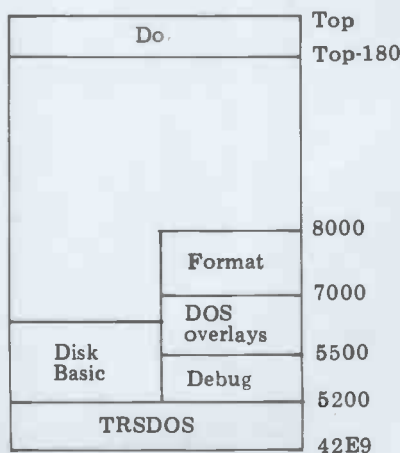 Do
Top
Top-180
8000
Format
7000
DOS
overlays
5500
Disk
Basic
Debug
5200
TRSDOS
42E9